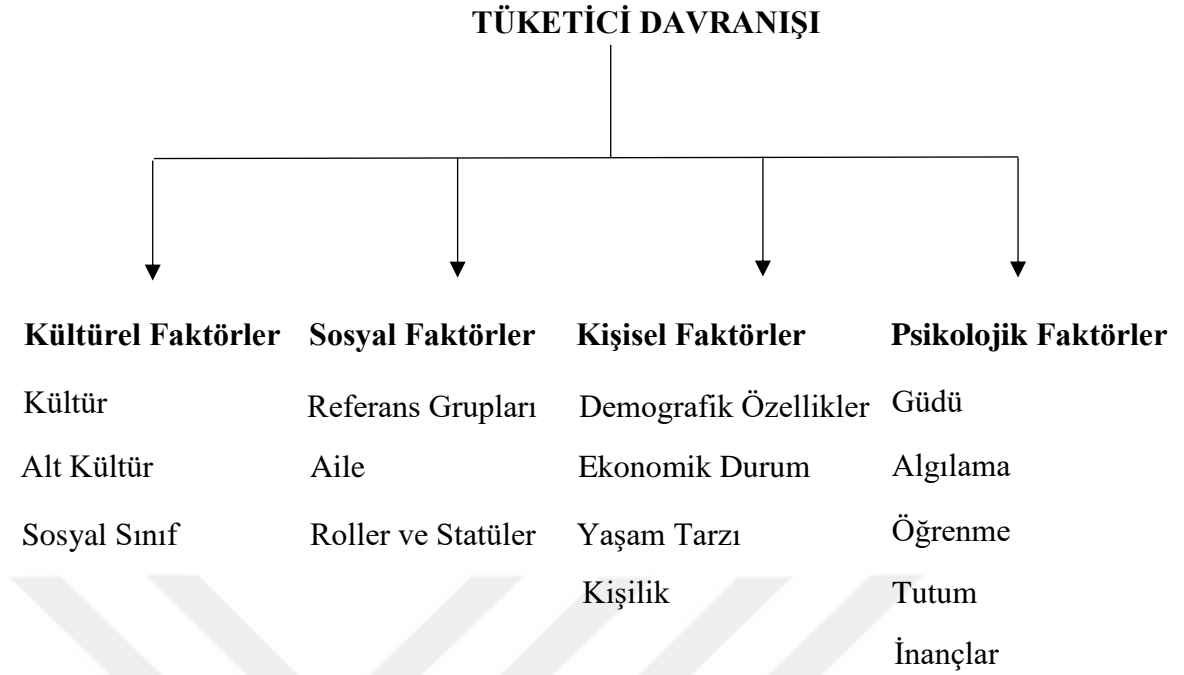 TÜKETİCİ DAVRANIŞI
Kültürel Faktörler
Kültür
Alt Kültür
Sosyal Sınıf
Sosyal Faktörler
Referans Grupları
Aile
Roller ve Statüler
Kişisel Faktörler
Demografik Özellikler
Ekonomik Durum
Yaşam Tarzı
Kişilik
Psikolojik Faktörler
Güdü
Algılama
Öğrenme
Tutum
İnançlar